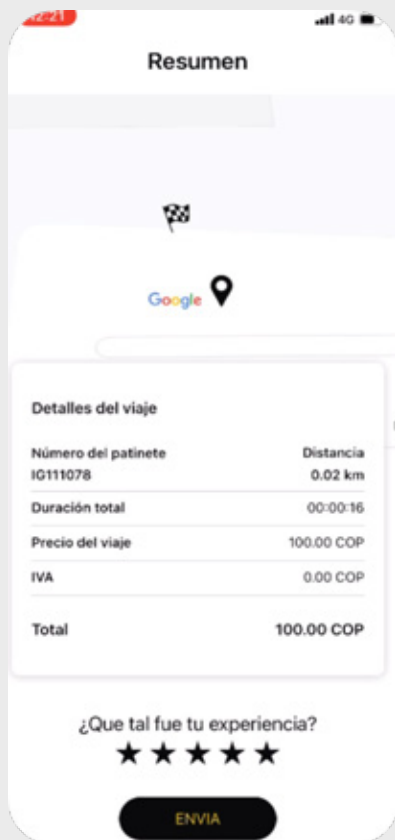 12:21 4G
Resumen
Google
Detalles del viaje
Número del patinete Distancia
IG111078 0.02 km
Duración total 00:00:16
Precio del viaje 100.00 COP
IVA 0.00 COP
Total 100.00 COP
¿Que tal fue tu experiencia?
ENVIA